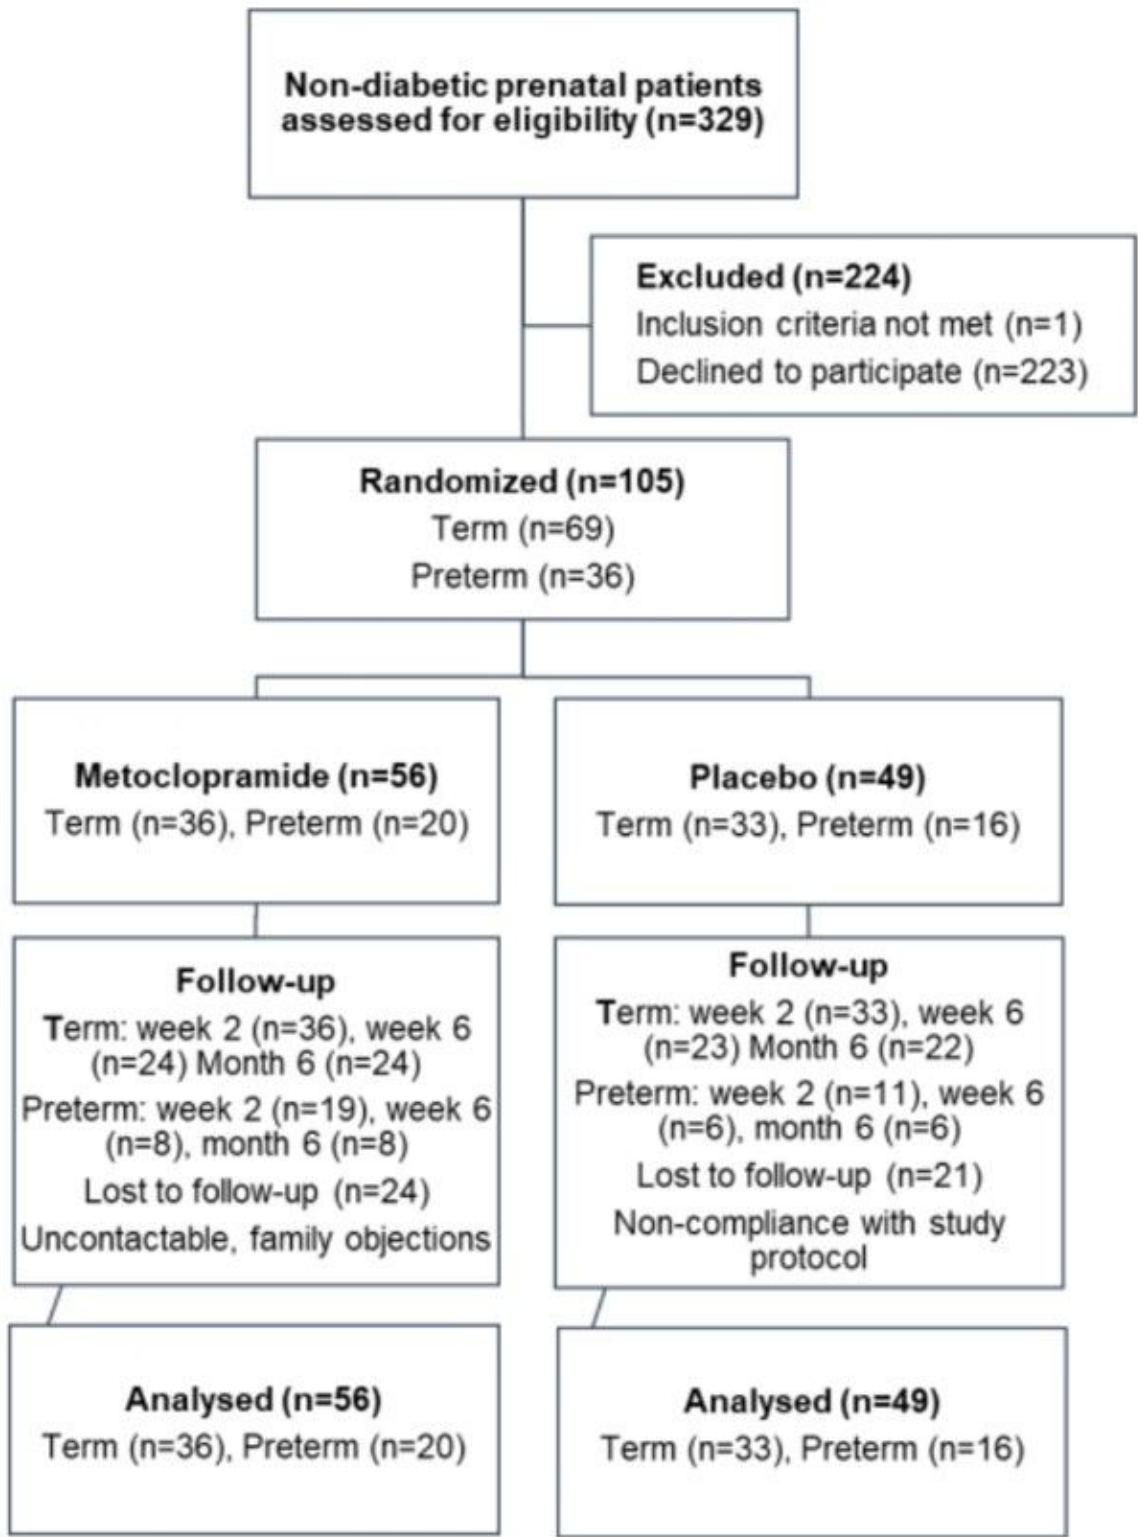 Non-diabetic prenatal patients
assessed for eligibility (n=329)
Excluded (n=224)
Inclusion criteria not met (n=1)
Declined to participate (n=223)
Randomized (n=105)
Term (n=69)
Preterm (n=36)
Metoclopramide (n=56)
Term (n=36), Preterm (n=20)
Placebo (n=49)
Term (n=33), Preterm (n=16)
Follow-up
Term: week 2 (n=36), week 6
(n=24) Month 6 (n=24)
Preterm: week 2 (n=19), week 6
(n=8), month 6 (n=8)
Lost to follow-up (n=24)
Uncontactable, family objections
Follow-up
Term: week 2 (n=33), week 6
(n=23) Month 6 (n=22)
Preterm: week 2 (n=11), week 6
(n=6), month 6 (n=6)
Lost to follow-up (n=21)
Non-compliance with study
protocol
Analysed (n=56)
Term (n=36), Preterm (n=20)
Analysed (n=49)
Term (n=33), Preterm (n=16)